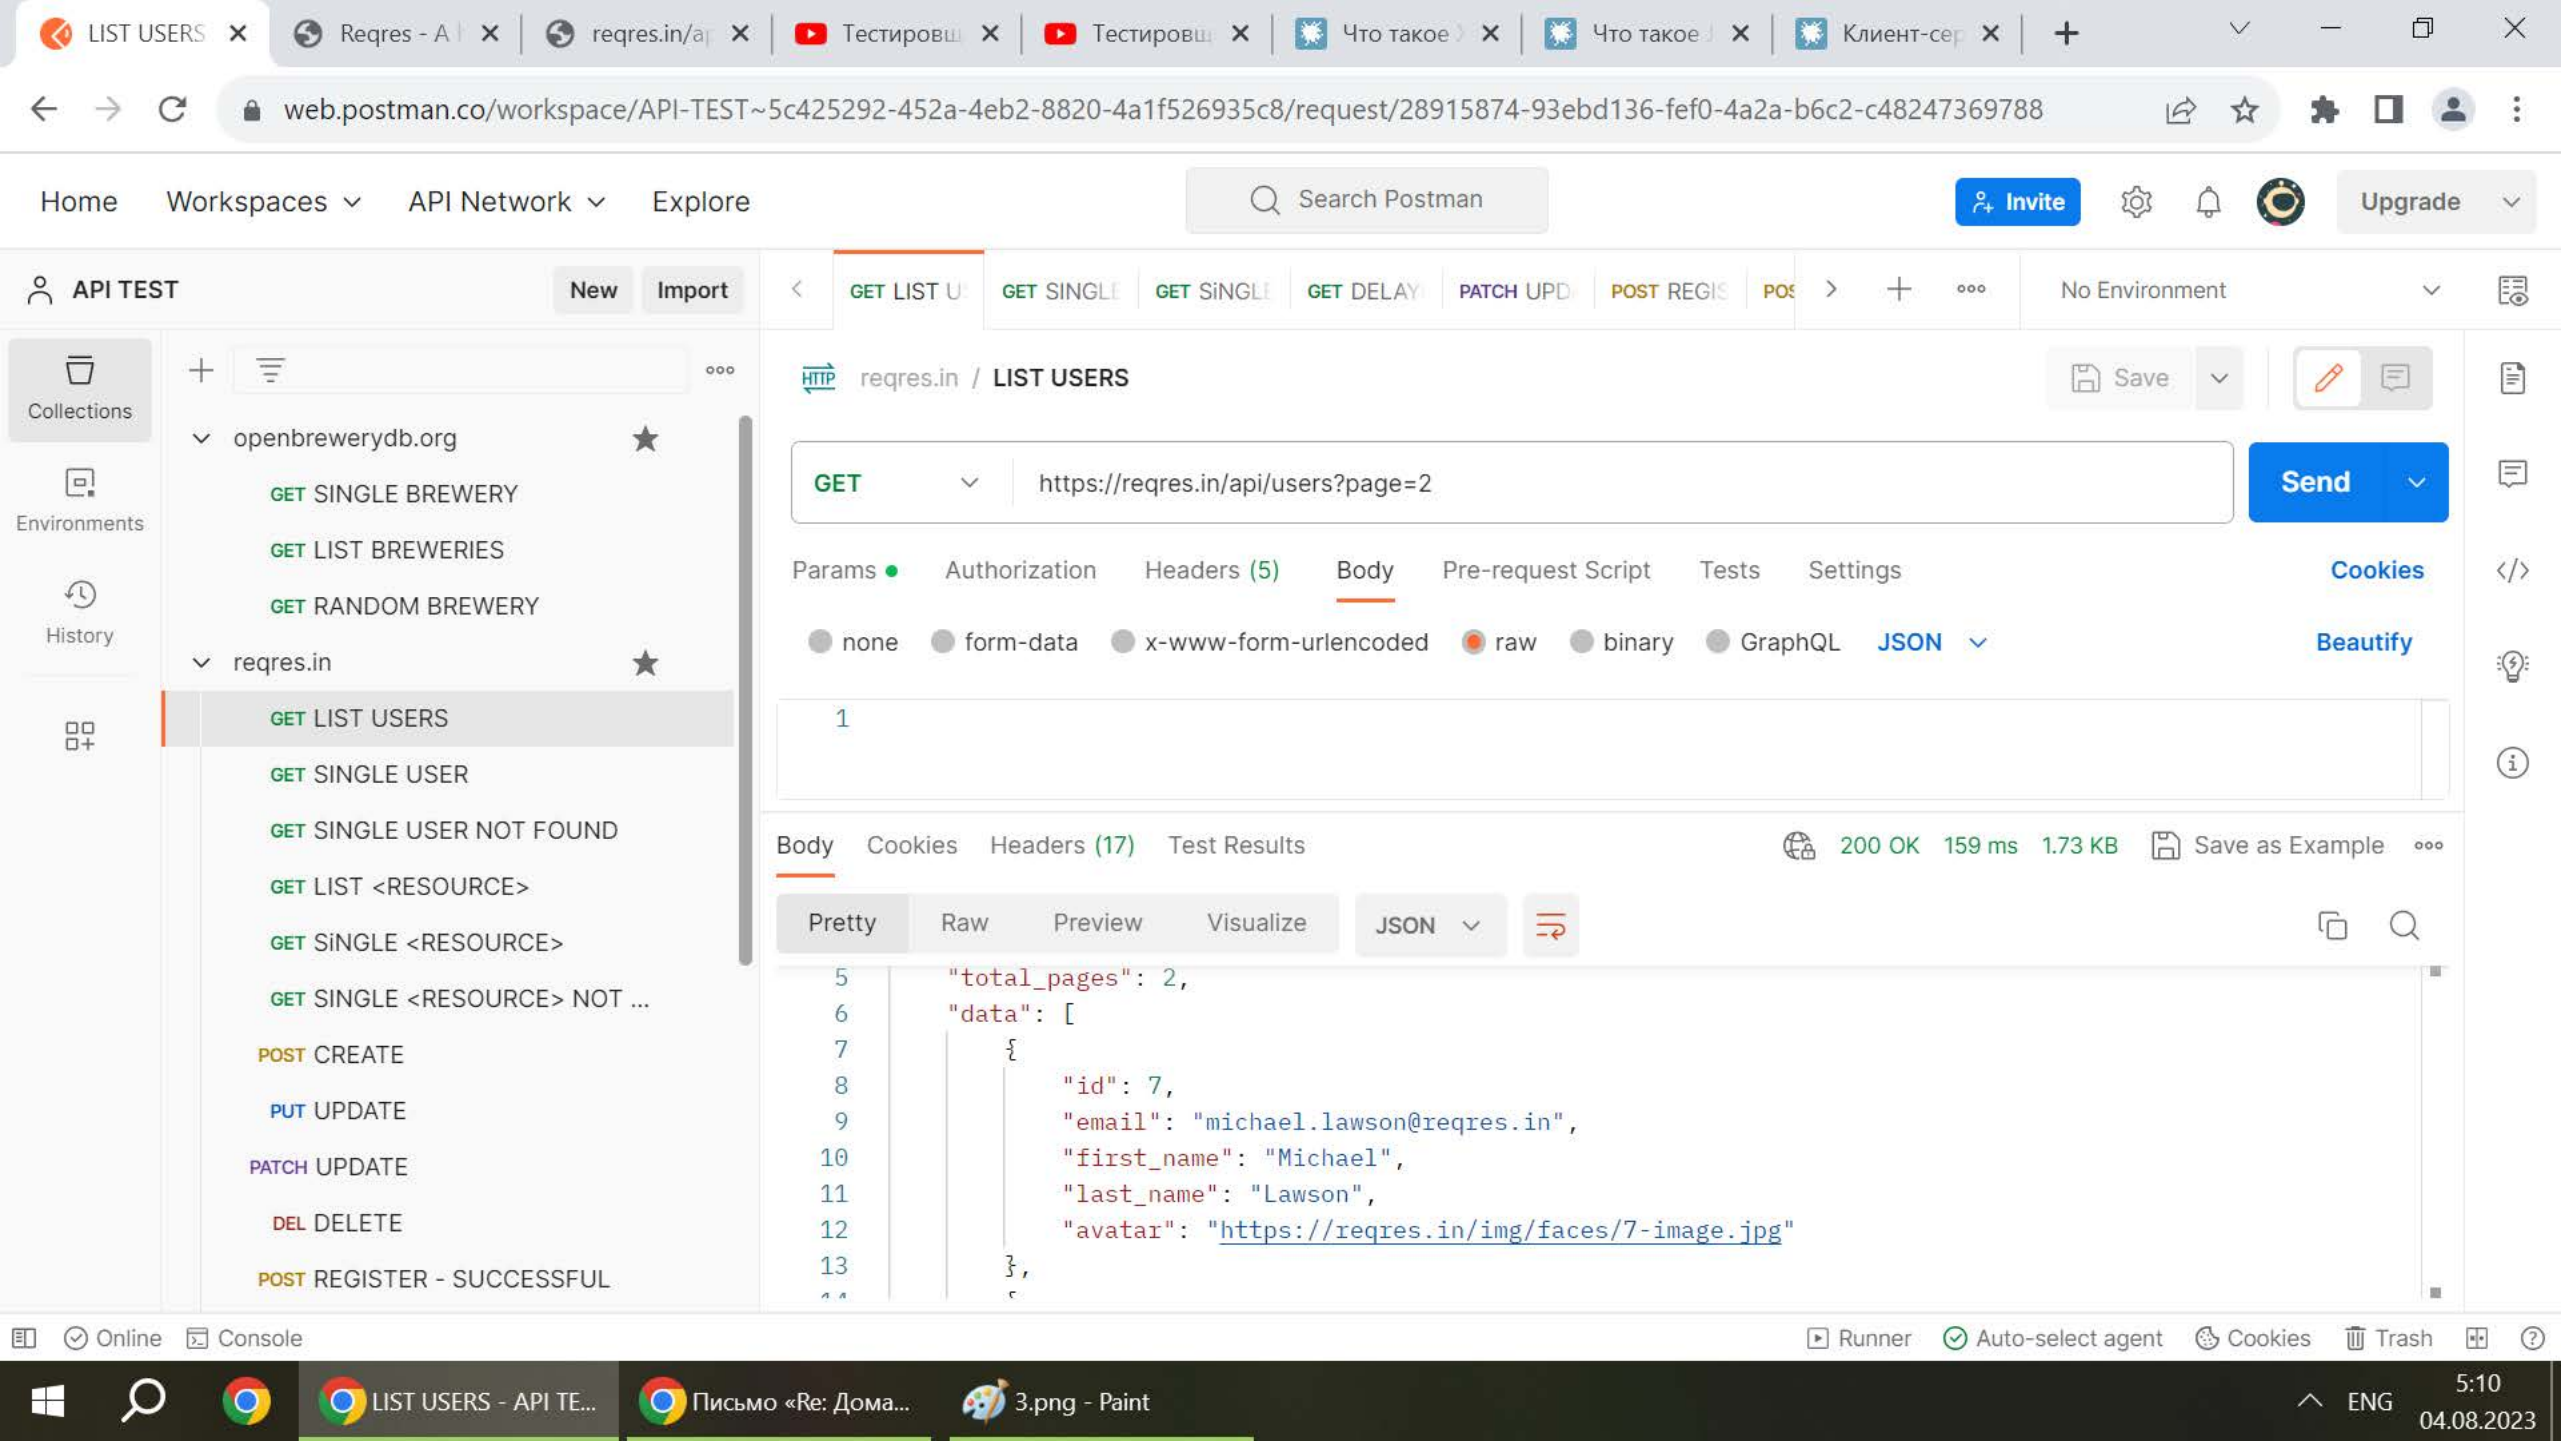 LIST USERS
Reqres - A
reqres.in/ap
Тестировщ
Тестировщ
Что такое
Что такое
Клиент-сер
web.postman.co/workspace/API-TEST~5c425292-452a-4eb2-8820-4a1f526935c8/request/28915874-93ebd136-fef0-4a2a-b6c2-c48247369788
Home Workspaces API Network Explore Search Postman Invite Upgrade
API TEST New Import
GET LIST U GET SINGLE GET SiNGLE GET DELAY PATCH UPD POST REGIS POS No Environment
Collections
Environments
History
openbrewerydb.org
GET SINGLE BREWERY
GET LIST BREWERIES
GET RANDOM BREWERY
reqres.in
GET LIST USERS
GET SINGLE USER
GET SINGLE USER NOT FOUND
GET LIST <RESOURCE>
GET SiNGLE <RESOURCE>
GET SINGLE <RESOURCE> NOT ...
POST CREATE
PUT UPDATE
PATCH UPDATE
DEL DELETE
POST REGISTER - SUCCESSFUL
HTTP reqres.in / LIST USERS Save
GET https://reqres.in/api/users?page=2 Send
Params Authorization Headers (5) Body Pre-request Script Tests Settings Cookies
none form-data x-www-form-urlencoded raw binary GraphQL JSON Beautify
1
Body Cookies Headers (17) Test Results 200 OK 159 ms 1.73 KB Save as Example
Pretty Raw Preview Visualize JSON
5 "total_pages": 2,
6 "data": [
7 {
8 "id": 7,
9 "email": "michael.lawson@reqres.in",
10 "first_name": "Michael",
11 "last_name": "Lawson",
12 "avatar": "https://reqres.in/img/faces/7-image.jpg"
13 },
Online Console Runner Auto-select agent Cookies Trash
LIST USERS - API TE... Письмо «Re: Дома... 3.png - Paint ENG
5:10
04.08.2023